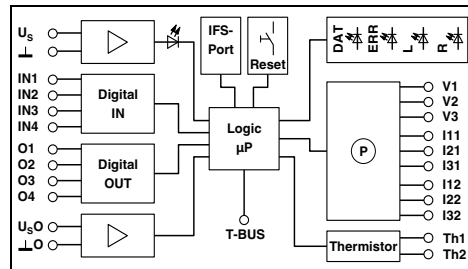 US
⊥
IN1
IN2
IN3
IN4
Digital
IN
O1
O2
O3
O4
Digital
OUT
USO
⊥O
IFS-
Port
Reset
Logic
µP
T-BUS
DAT
ERR
L
R
P
V1
V2
V3
I11
I21
I31
I12
I22
I32
Thermistor
Th1
Th2